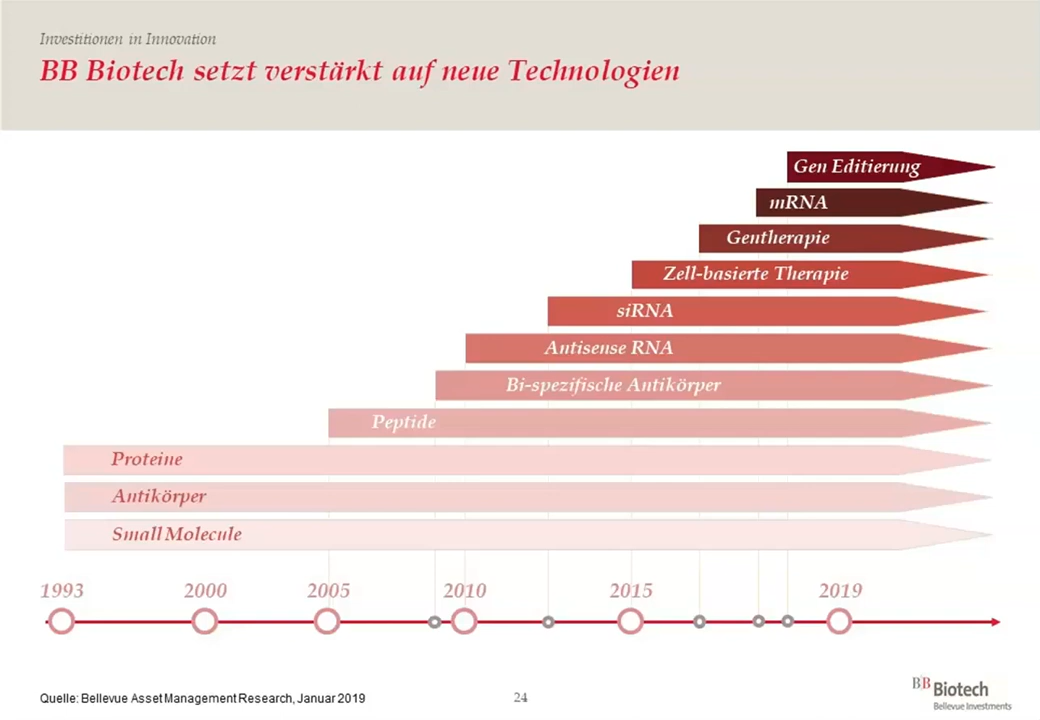 Investitionen in Innovation
BB Biotech setzt verstärkt auf neue Technologien
Gen Editierung
mRNA
Gentherapie
Zell-basierte Therapie
siRNA
Antisense RNA
Bi-spezifische Antikörper
Peptide
Proteine
Antikörper
Small Molecule
1993 2000 2005 2010 2015 2019
Quelle: Bellevue Asset Management Research, Januar 2019
24
BB Biotech
Bellevue Investments